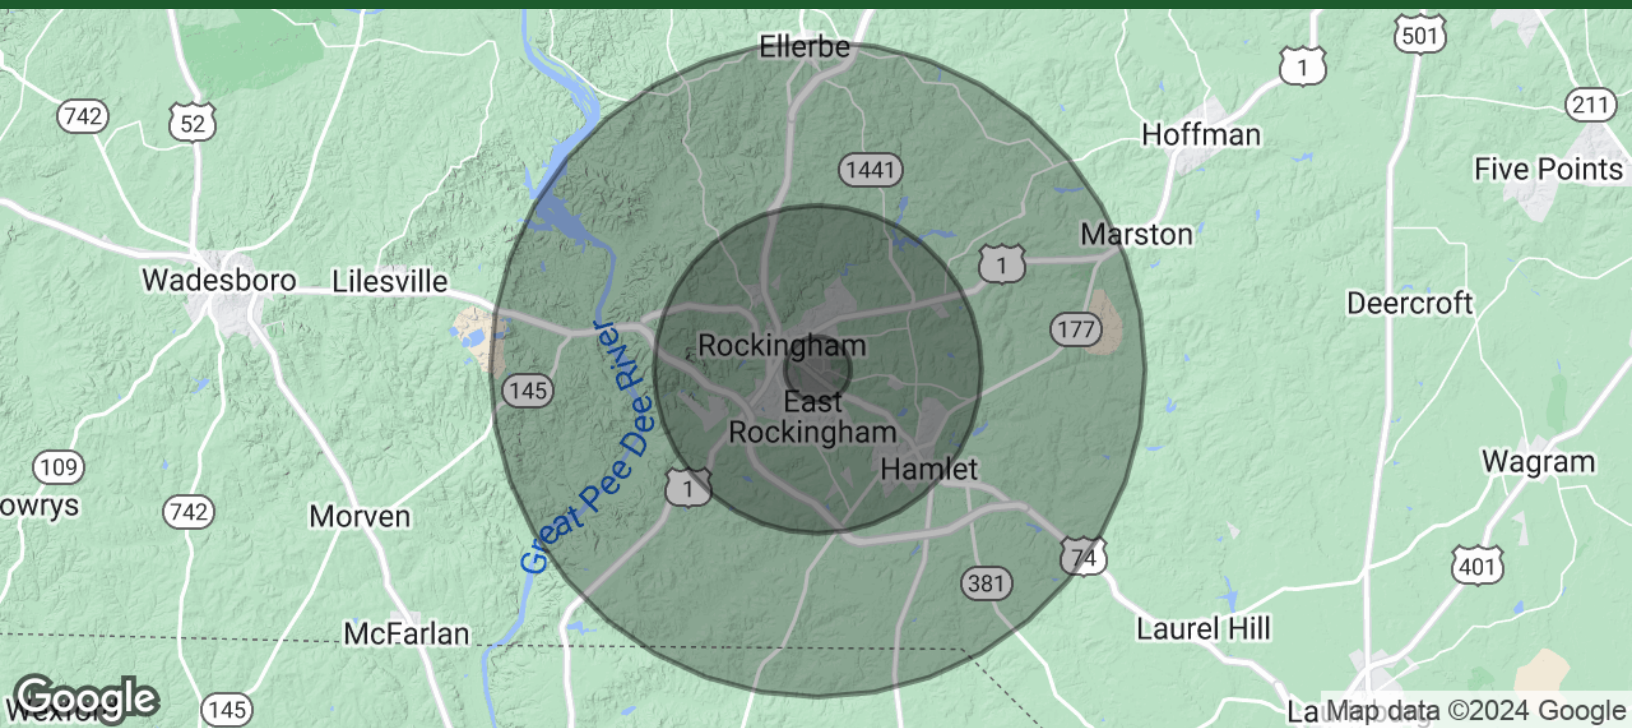 Ellerbe
501
1
742
52
211
Hoffman
Five Points
1441
Marston
1
Wadesboro
Lilesville
Deercroft
177
Rockingham
145
East
Rockingham
Great Pee Dee River
109
Hamlet
Wagram
1
owrys
742
Morven
74
401
381
McFarlan
Laurel Hill
Google
Wexford
145
La
Map data ©2024 Google